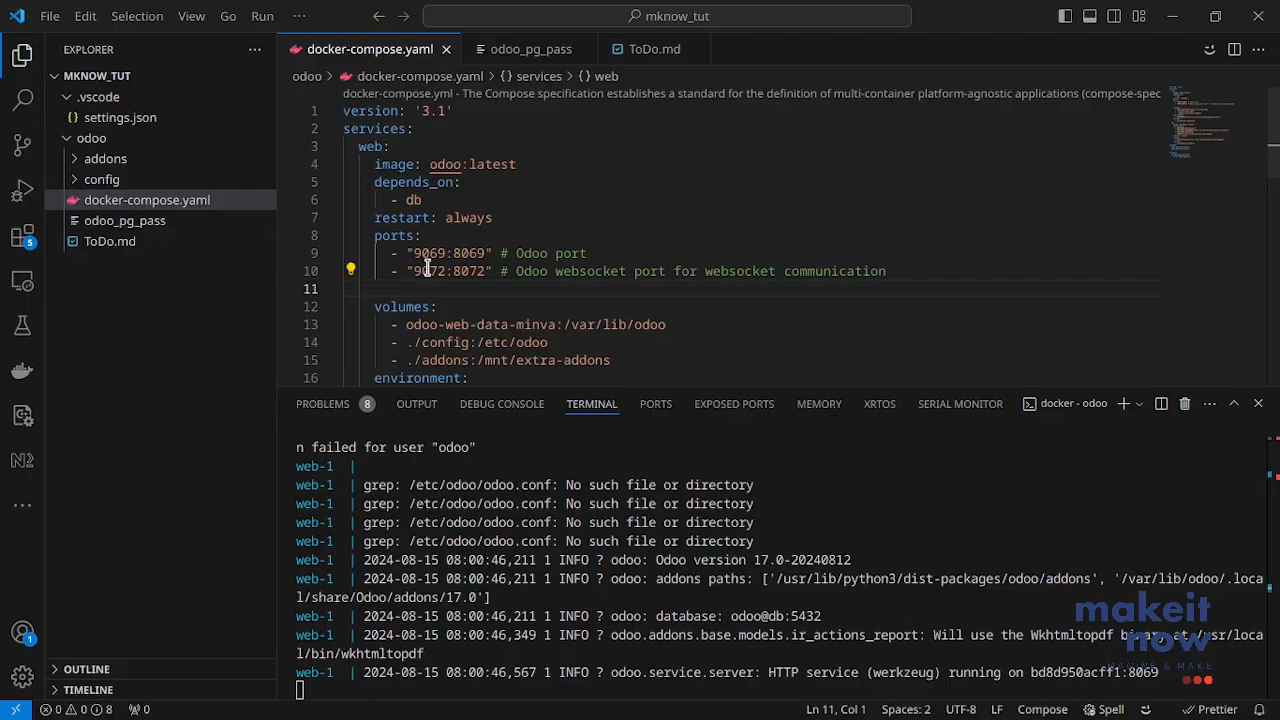 File Edit Selection View Go Run ··· mknow_tut
EXPLORER
MKNOW_TUT
.vscode
settings.json
odoo
addons
config
docker-compose.yaml
odoo_pg_pass
ToDo.md
OUTLINE
TIMELINE
5
1
docker-compose.yaml odoo_pg_pass ToDo.md
odoo > docker-compose.yaml > {} services > {} web
docker-compose.yml - The Compose specification establishes a standard for the definition of multi-container platform-agnostic applications (compose-spec
1 version: '3.1'
2 services:
3 web:
4 image: odoo:latest
5 depends_on:
6 - db
7 restart: always
8 ports:
9 - "9069:8069" # Odoo port
10 - "9072:8072" # Odoo websocket port for websocket communication
11
12 volumes:
13 - odoo-web-data-minva:/var/lib/odoo
14 - ./config:/etc/odoo
15 - ./addons:/mnt/extra-addons
16 environment:
PROBLEMS 8 OUTPUT DEBUG CONSOLE TERMINAL PORTS EXPOSED PORTS MEMORY XRTOS SERIAL MONITOR docker - odoo
n failed for user "odoo"
web-1 |
web-1 | grep: /etc/odoo/odoo.conf: No such file or directory
web-1 | grep: /etc/odoo/odoo.conf: No such file or directory
web-1 | grep: /etc/odoo/odoo.conf: No such file or directory
web-1 | grep: /etc/odoo/odoo.conf: No such file or directory
web-1 | 2024-08-15 08:00:46,211 1 INFO ? odoo: Odoo version 17.0-20240812
web-1 | 2024-08-15 08:00:46,211 1 INFO ? odoo: addons paths: ['/usr/lib/python3/dist-packages/odoo/addons', '/var/lib/odoo/.loca
l/share/Odoo/addons/17.0']
web-1 | 2024-08-15 08:00:46,211 1 INFO ? odoo: database: odoo@db:5432
web-1 | 2024-08-15 08:00:46,349 1 INFO ? odoo.addons.base.models.ir_actions_report: Will use the Wkhtmltopdf binary at /usr/loca
l/bin/wkhtmltopdf
web-1 | 2024-08-15 08:00:46,567 1 INFO ? odoo.service.server: HTTP service (werkzeug) running on bd8d950acff1:8069
makeit
now
IMAGINE & MAKE
0 0 8 0 Ln 11, Col 1 Spaces: 2 UTF-8 LF Compose Spell Prettier